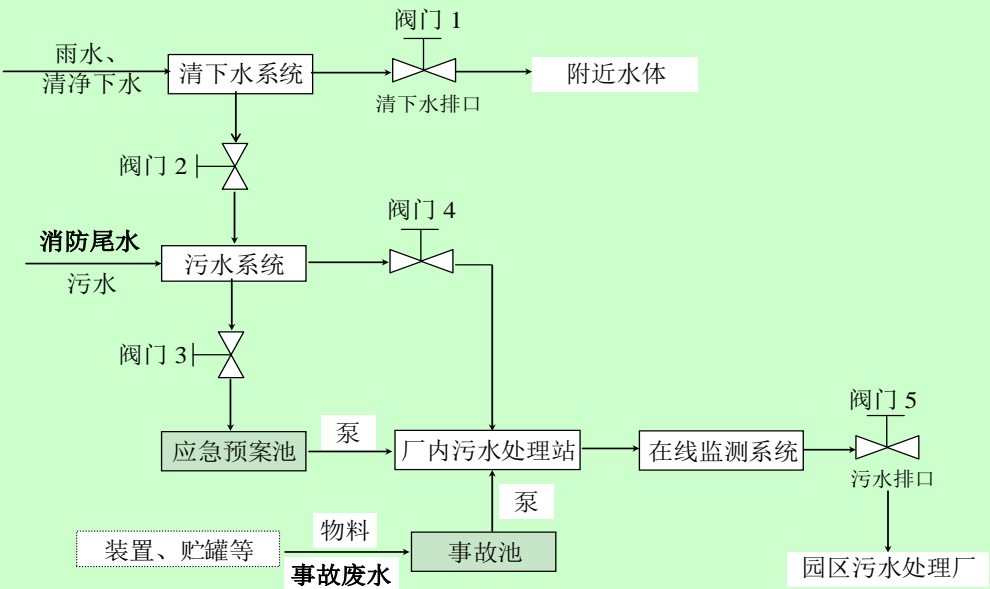 阀门 1
雨水、
清净下水
清下水系统
附近水体
清下水排口
阀门 2
阀门 4
消防尾水
污水
污水系统
阀门 3
阀门 5
应急预案池
泵
厂内污水处理站
在线监测系统
污水排口
泵
装置、贮罐等
物料
事故废水
事故池
园区污水处理厂